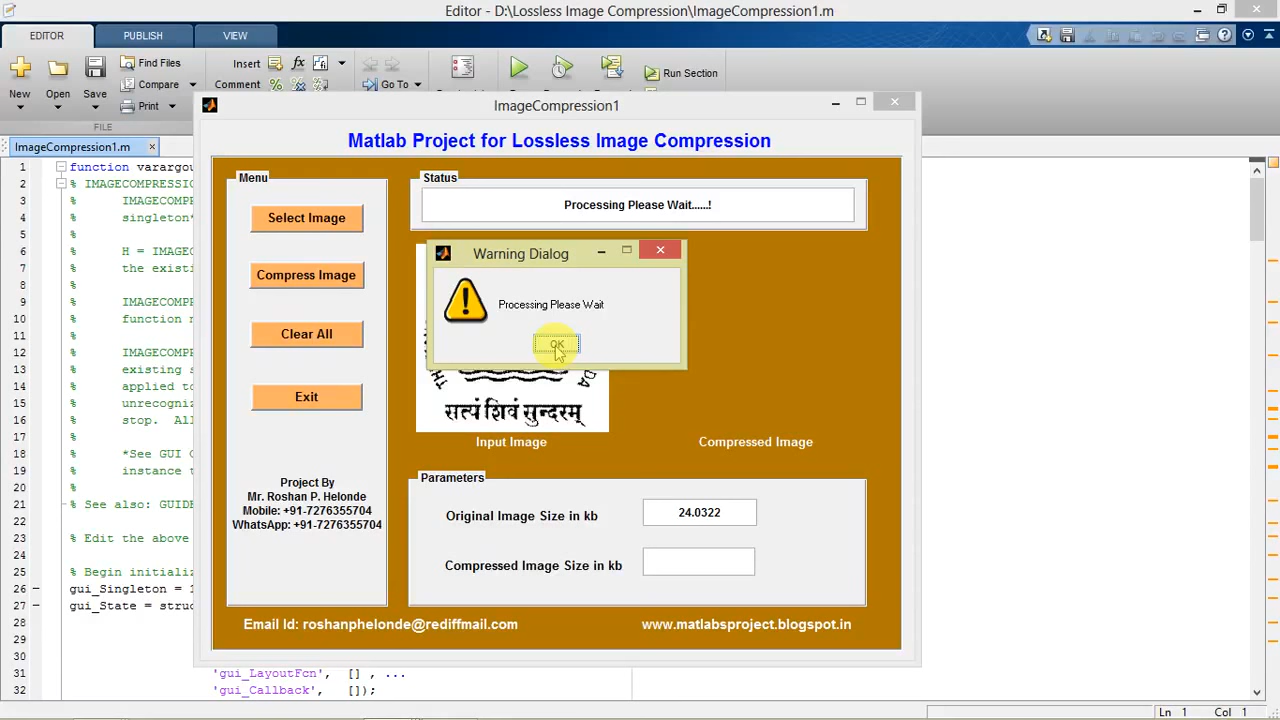 Editor - D:\Lossless Image Compression\ImageCompression1.m
EDITOR PUBLISH VIEW
New Open Save Find Files Compare Print
Insert fx
Comment %
Go To
Run Section
FILE
ImageCompression1.m
ImageCompression1
Matlab Project for Lossless Image Compression
Menu
Select Image
Compress Image
Clear All
Exit
Project By
Mr. Roshan P. Helonde
Mobile: +91-7276355704
WhatsApp: +91-7276355704
Status
Processing Please Wait.....!
Warning Dialog
Processing Please Wait
OK
सत्यं शिवं सुन्दरम्
Input Image
Compressed Image
Parameters
Original Image Size in kb 24.0322
Compressed Image Size in kb
Email Id: roshanphelonde@rediffmail.com
www.matlabsproject.blogspot.in
1 function varargou
2 % IMAGECOMPRESSIO
3 % IMAGECOMPR
4 % singleton*
5 %
6 % H = IMAGEC
7 % the existi
8 %
9 % IMAGECOMPR
10 % function n
11 %
12 % IMAGECOMPR
13 % existing s
14 % applied to
15 % unrecogniz
16 % stop. All
17 %
18 % *See GUI O
19 % instance t
20 %
21 % See also: GUIDE
22
23 % Edit the above
24
25 % Begin initializ
26 gui_Singleton = 1
27 gui_State = struc
28
29
30
31 'gui_LayoutFcn', [] , ...
32 'gui_Callback', []);
Ln 1 Col 1